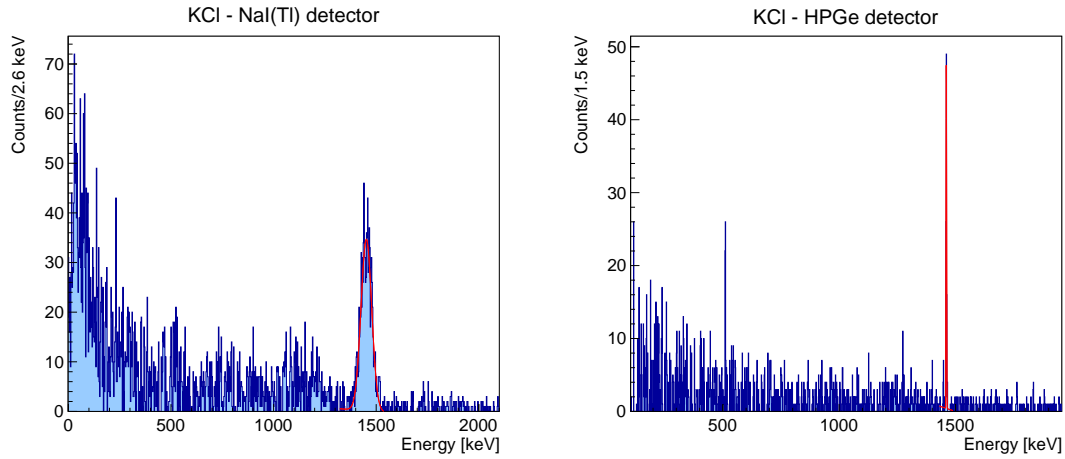 KCl - NaI(Tl) detector
Counts/2.6 keV
70
60
50
40
30
20
10
0
0 500 1000 1500 2000
Energy [keV]
KCl - HPGe detector
Counts/1.5 keV
50
40
30
20
10
0
500 1000 1500
Energy [keV]